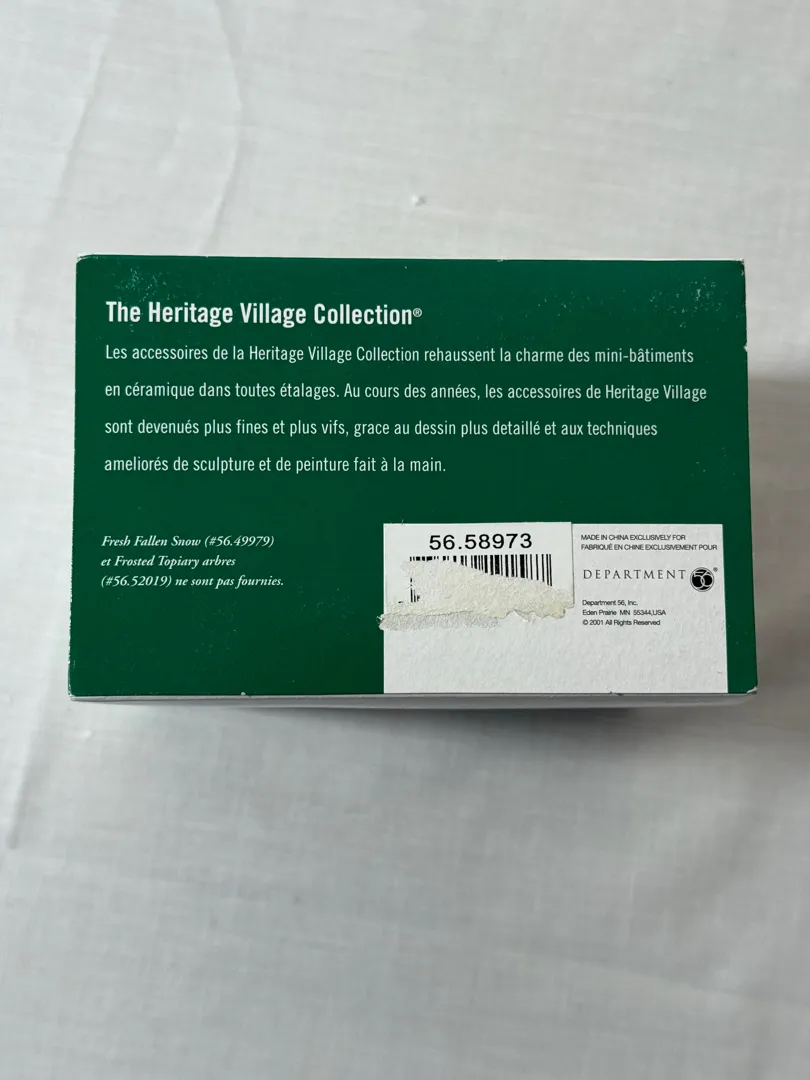 The Heritage Village Collection®
Les accessoires de la Heritage Village Collection rehaussent la charme des mini-bâtiments
en céramique dans toutes étalages. Au cours des années, les accessoires de Heritage Village
sont devenués plus fines et plus vifs, grace au dessin plus detaillé et aux techniques
ameliorés de sculpture et de peinture fait à la main.
Fresh Fallen Snow (#56.49979)
et Frosted Topiary arbres
(#56.52019) ne sont pas fournies.
56.58973
MADE IN CHINA EXCLUSIVELY FOR
FABRIQUÉ EN CHINE EXCLUSIVEMENT POUR
DEPARTMENT 56®
Department 56, Inc.
Eden Prairie MN 55344,USA
© 2001 All Rights Reserved